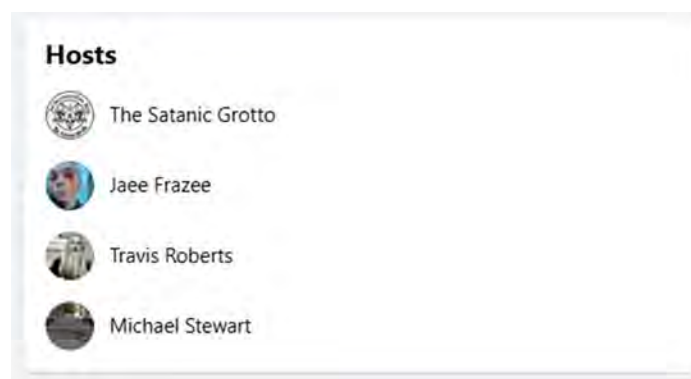 Hosts
The Satanic Grotto
Jaee Frazee
Travis Roberts
Michael Stewart